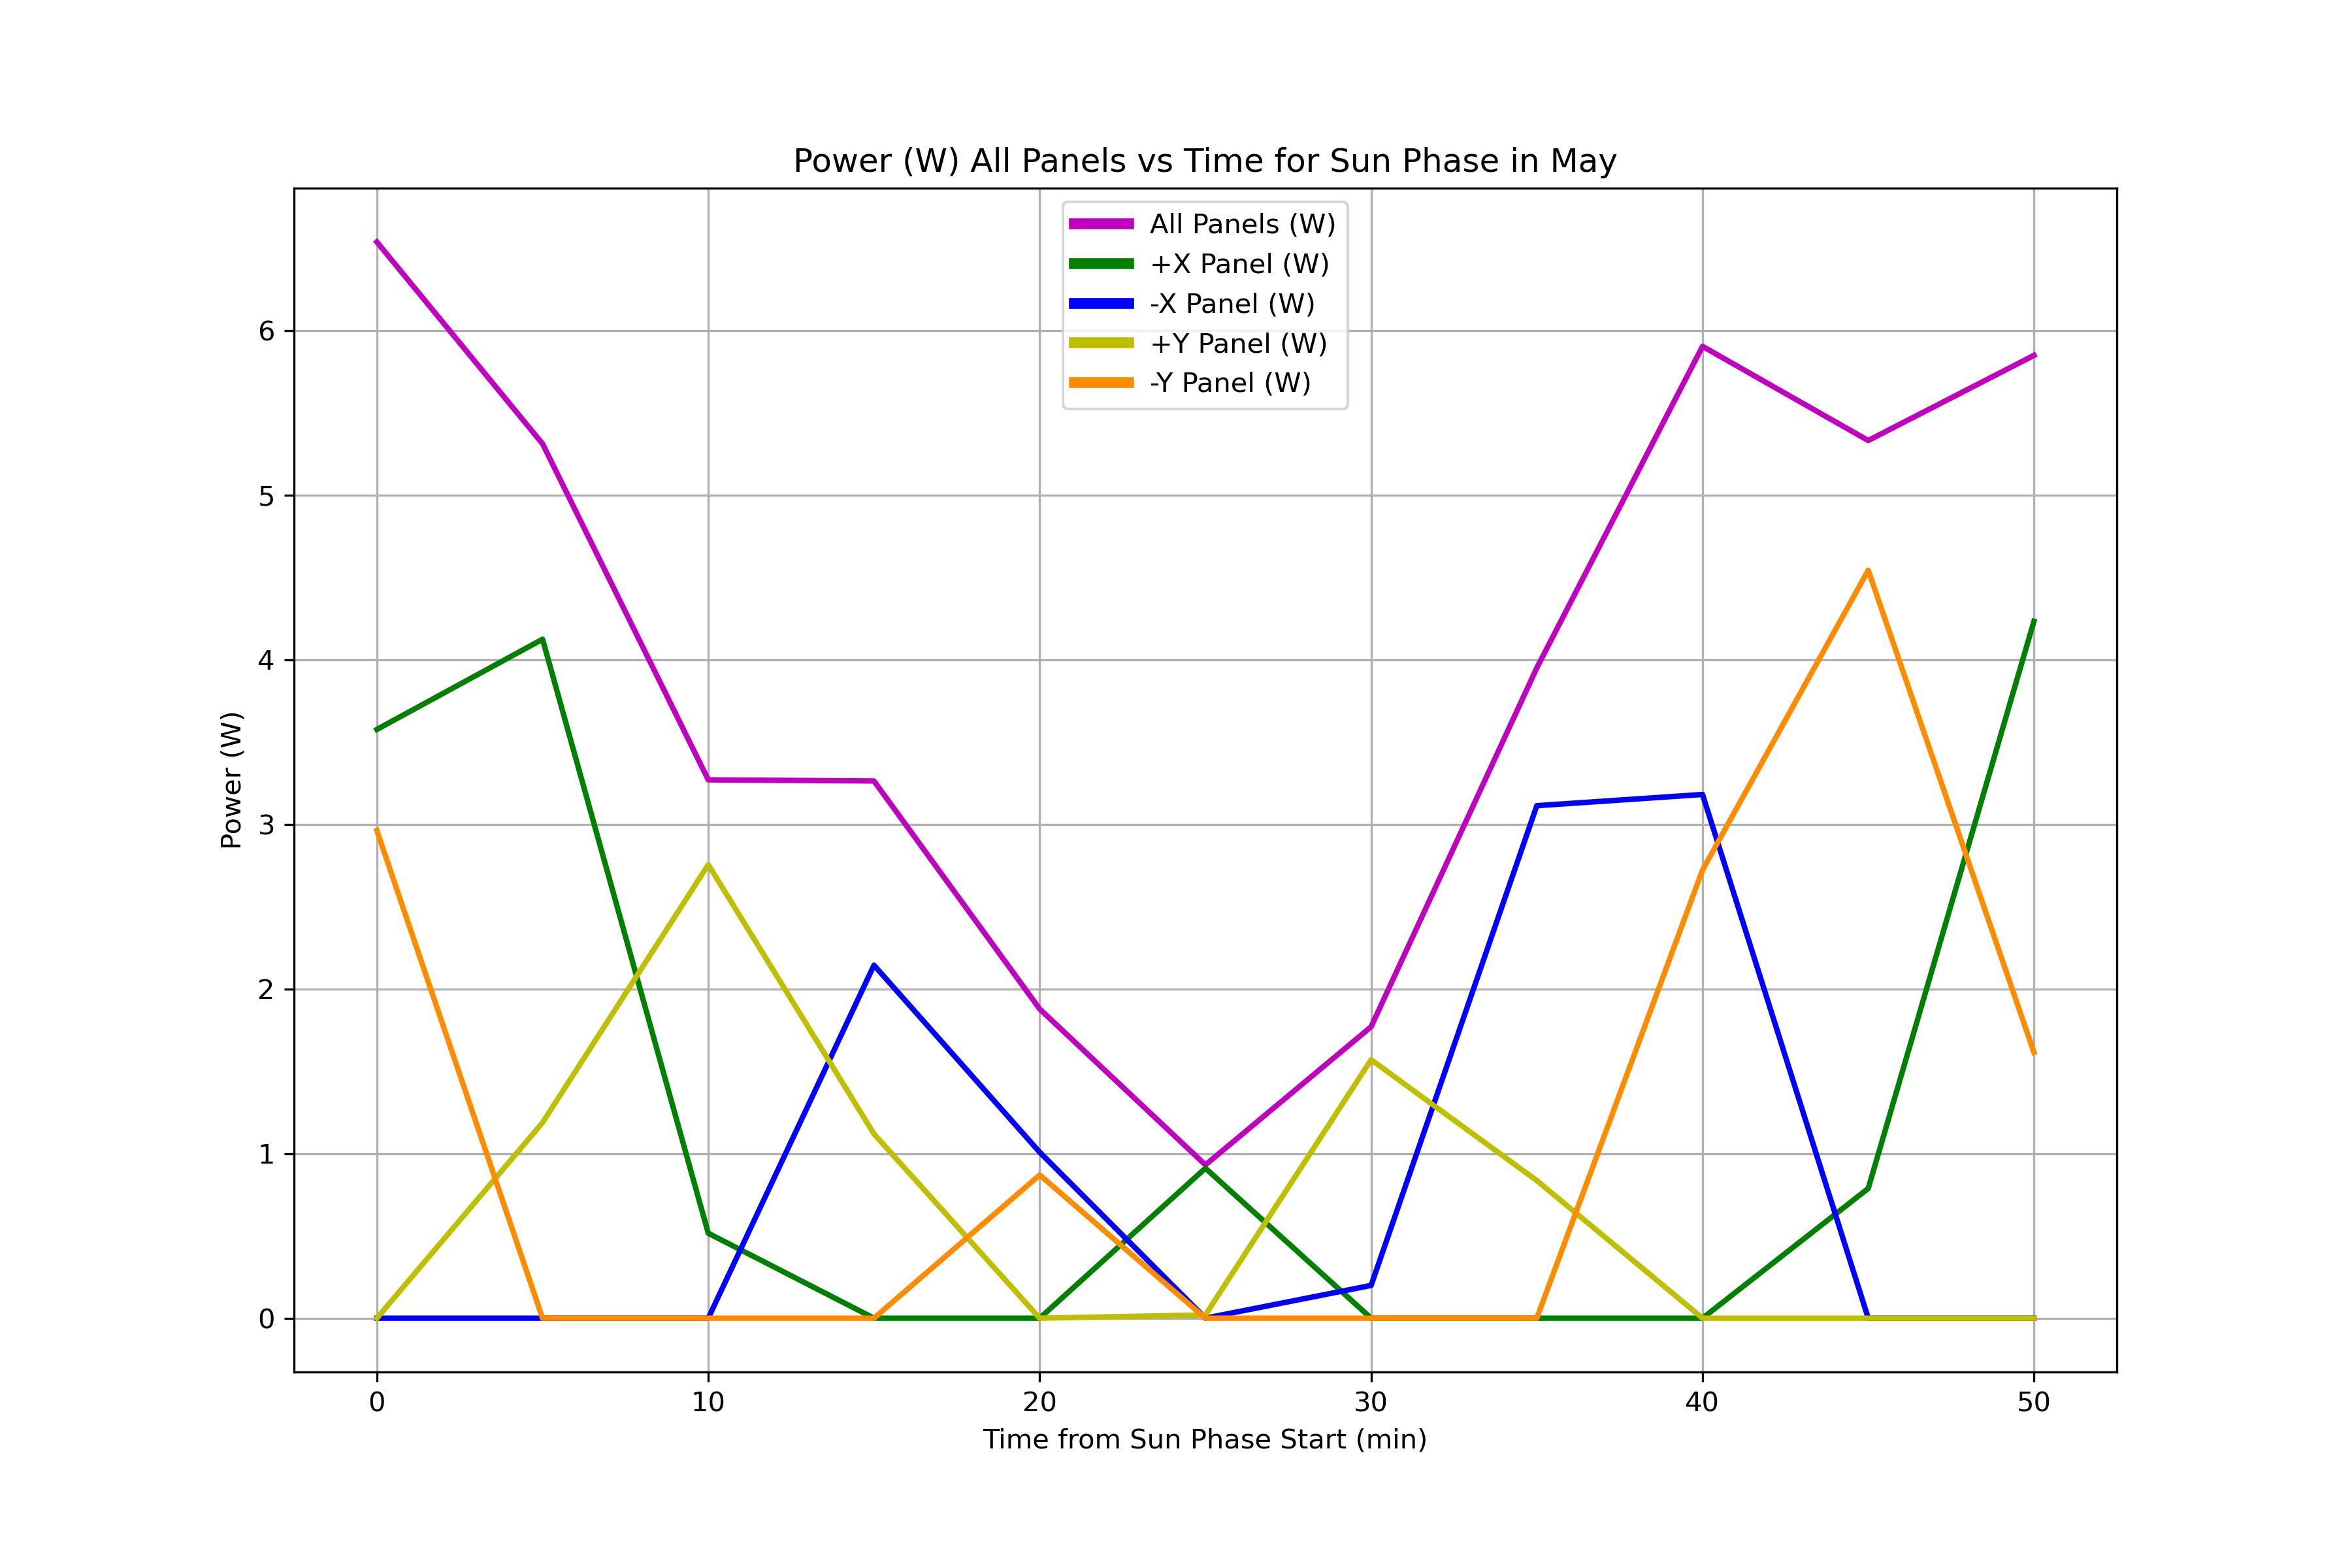 Power (W) All Panels vs Time for Sun Phase in May
All Panels (W)
+X Panel (W)
-X Panel (W)
+Y Panel (W)
-Y Panel (W)
Power (W)
6
5
4
3
2
1
0
0 10 20 30 40 50
Time from Sun Phase Start (min)